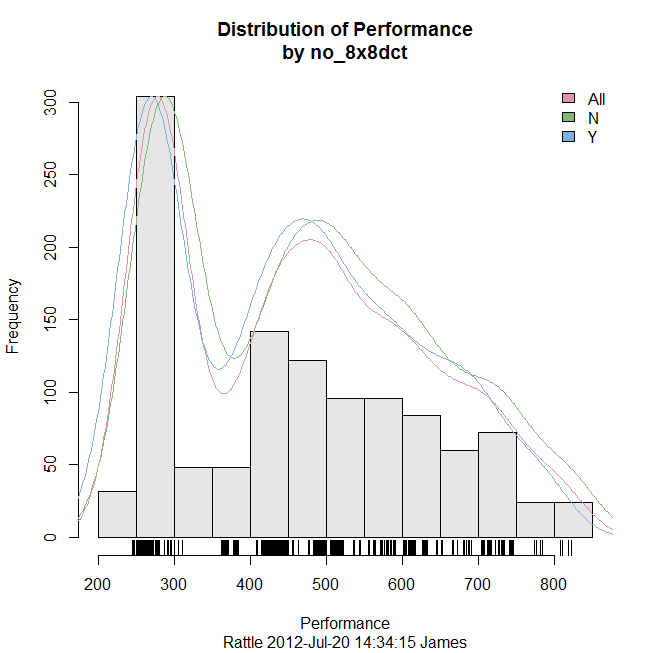 Distribution of Performance
by no_8x8dct
All
N
Y
Frequency
0
50
100
150
200
250
300
200
300
400
500
600
700
800
Performance
Rattle 2012-Jul-20 14:34:15 James